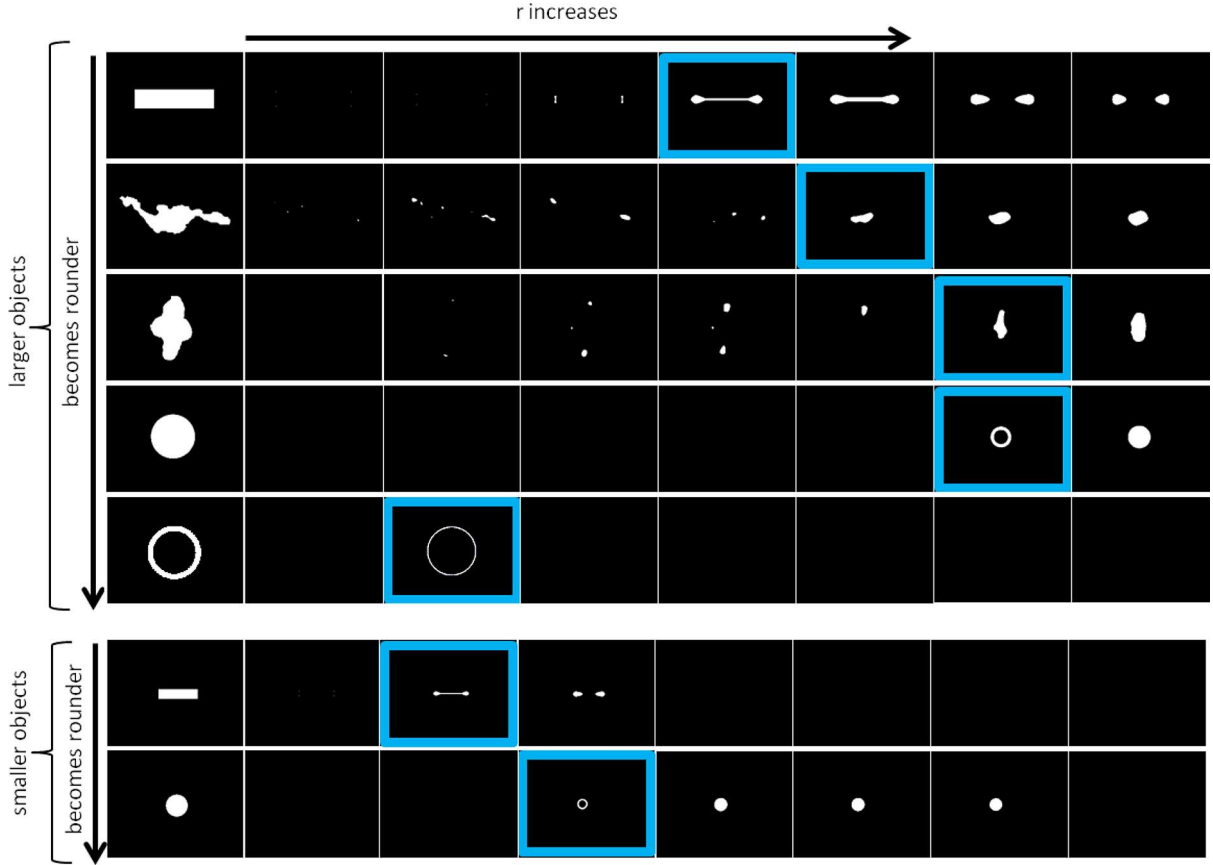 r increases
larger objects
becomes rounder
smaller objects
becomes rounder